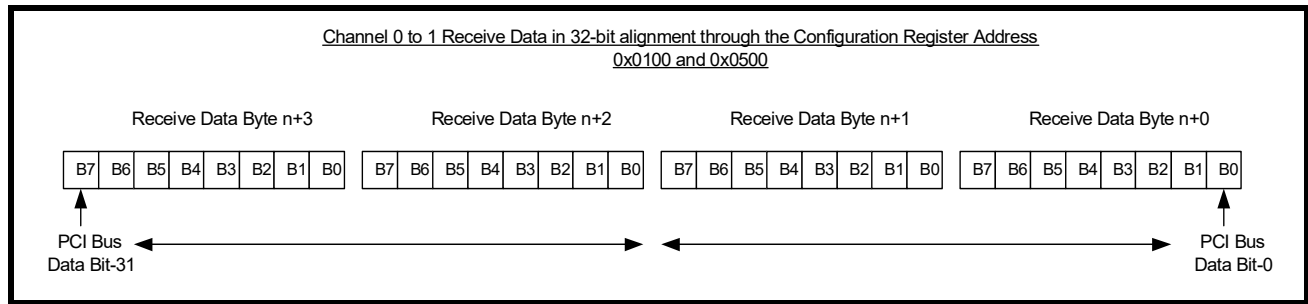 Channel 0 to 1 Receive Data in 32-bit alignment through the Configuration Register Address
0x0100 and 0x0500
Receive Data Byte n+3 Receive Data Byte n+2 Receive Data Byte n+1 Receive Data Byte n+0
B7 B6 B5 B4 B3 B2 B1 B0 B7 B6 B5 B4 B3 B2 B1 B0 B7 B6 B5 B4 B3 B2 B1 B0 B7 B6 B5 B4 B3 B2 B1 B0
PCI Bus PCI Bus
Data Bit-31 Data Bit-0